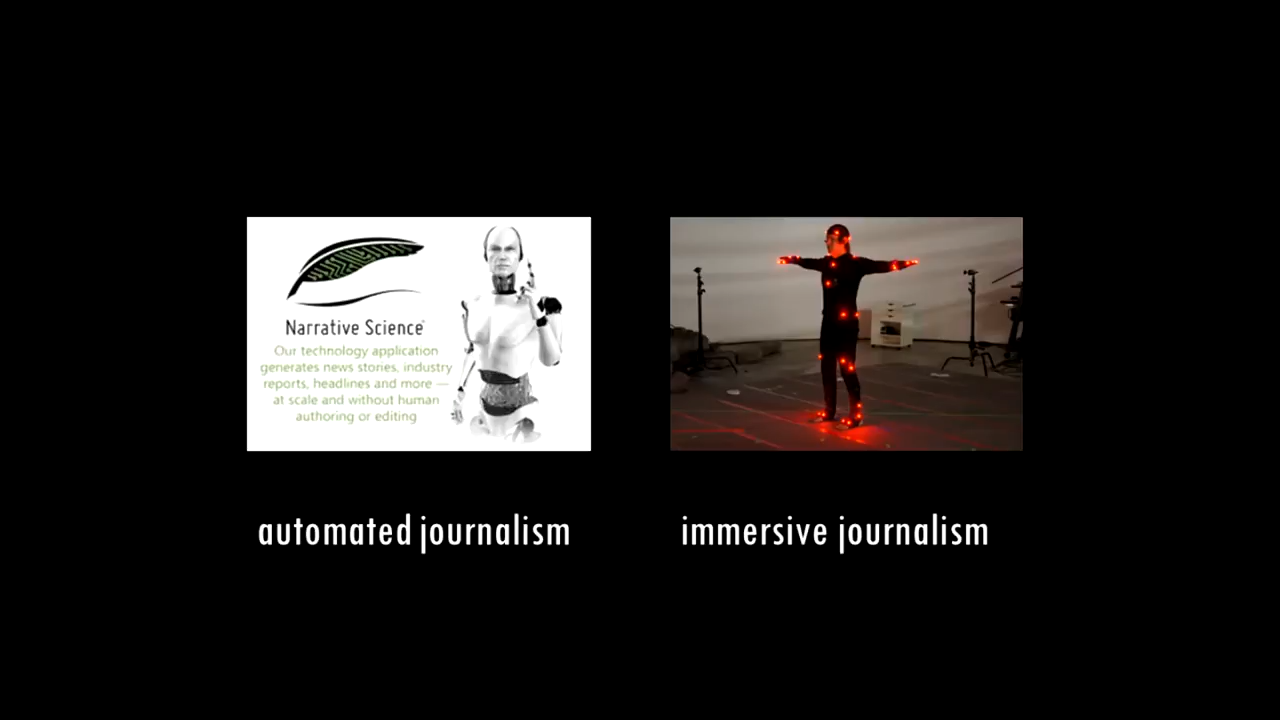 Narrative Science
Our technology application
generates news stories, industry
reports, headlines and more —
at scale and without human
authoring or editing
automated journalism
immersive journalism